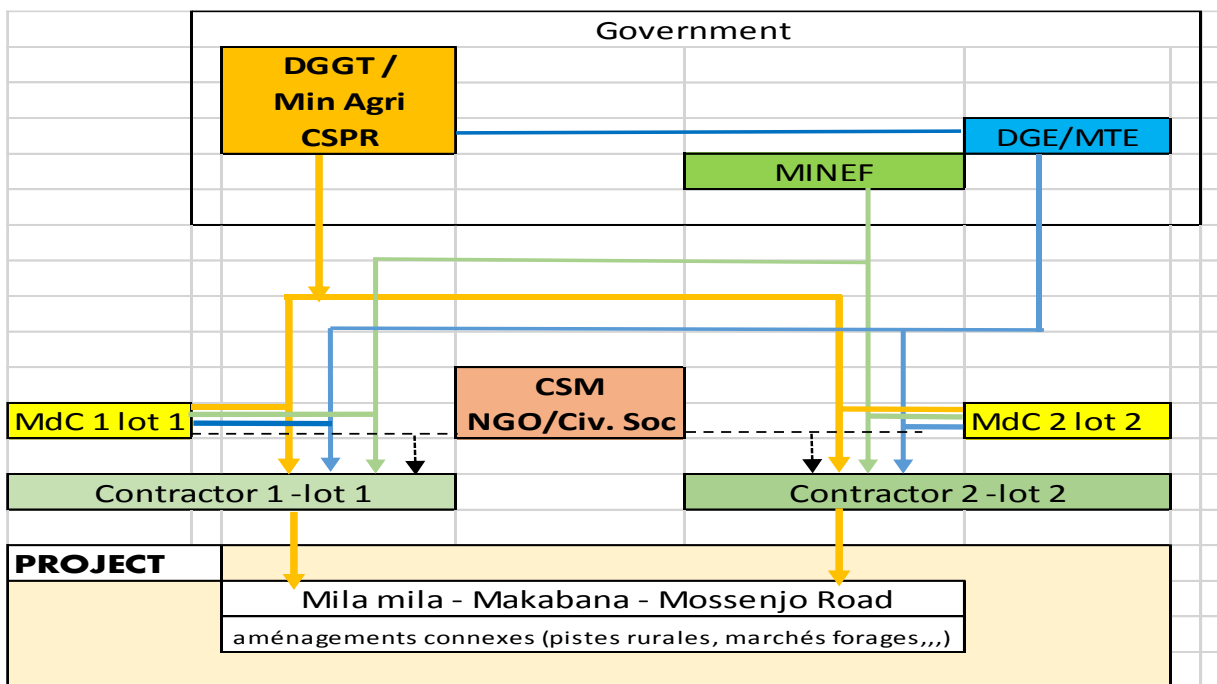 Government
DGGT /
Min Agri
CSPR
DGE/MTE
MINEF
CSM
NGO/Civ. Soc
MdC 1 lot 1
MdC 2 lot 2
Contractor 1 -lot 1
Contractor 2 -lot 2
PROJECT
Mila mila - Makabana - Mossenjo Road
aménagements connexes (pistes rurales, marchés forages,,,)